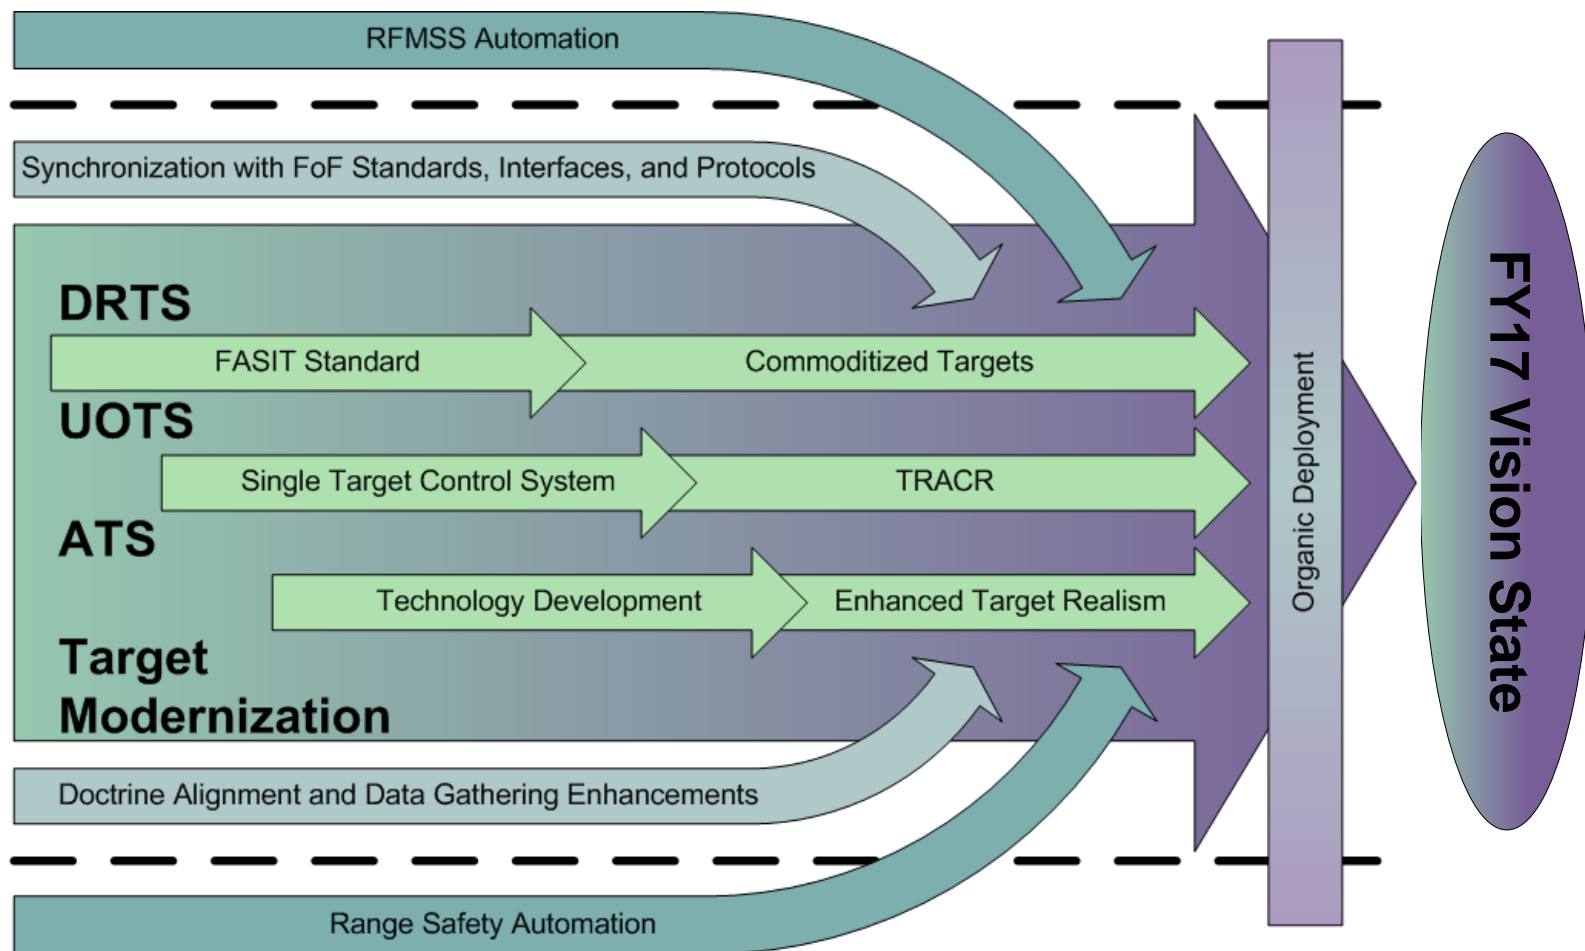 RFMSS Automation
Synchronization with FoF Standards, Interfaces, and Protocols
DRTS
FASIT Standard
Commoditized Targets
UOTS
Single Target Control System
TRACR
ATS
Technology Development
Enhanced Target Realism
Target
Modernization
Doctrine Alignment and Data Gathering Enhancements
Range Safety Automation
Organic Deployment
FY17 Vision State